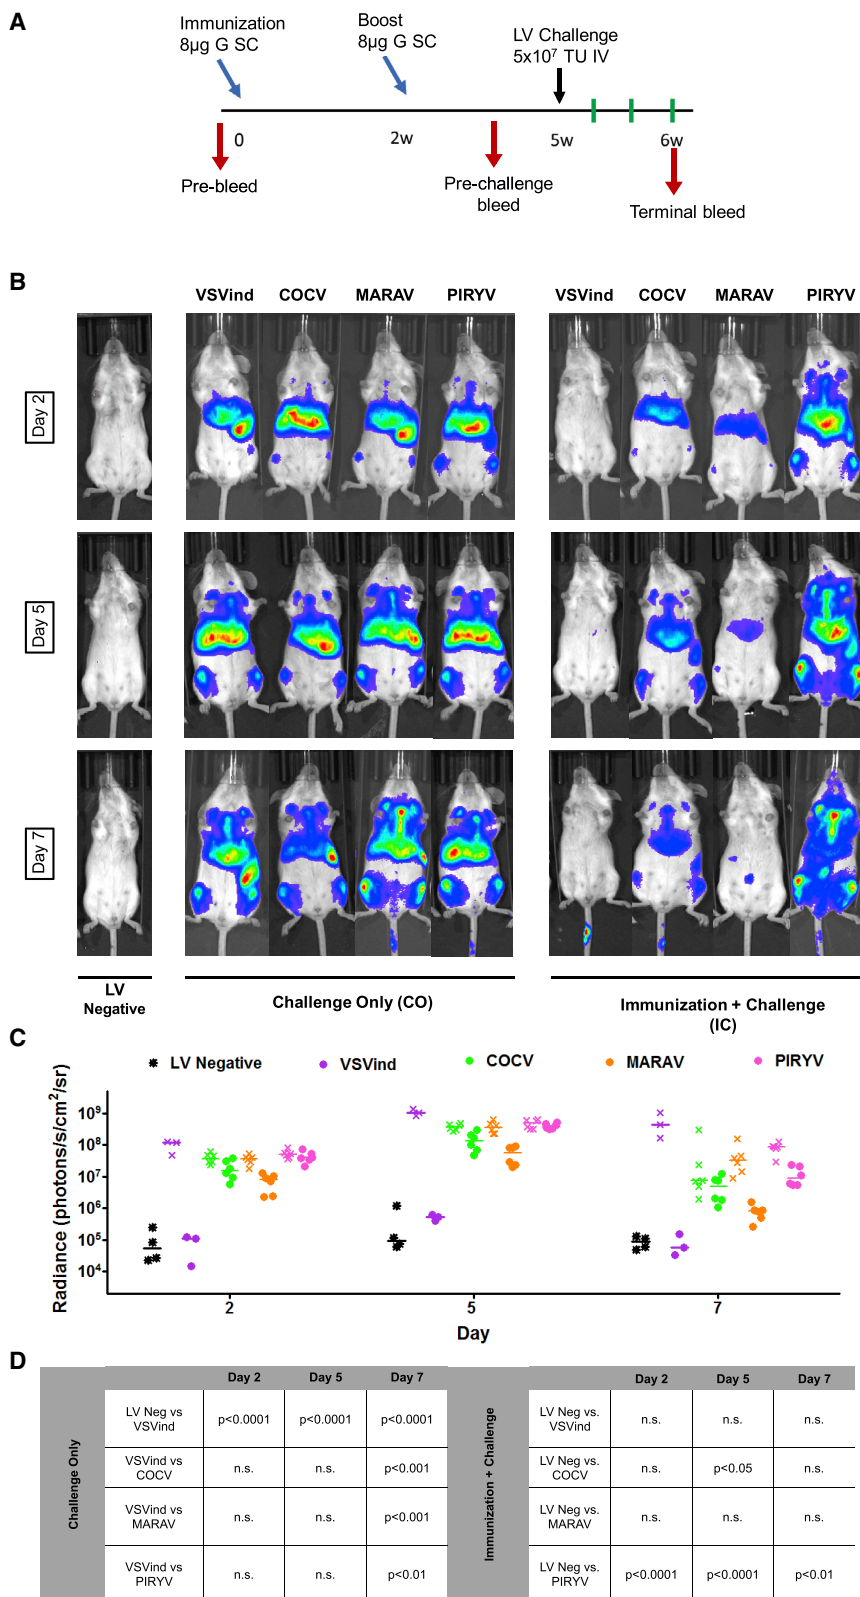 A
Immunization
8µg G SC
Boost
8µg G SC
LV Challenge
5x10⁷ TU IV
0
2w
5w
6w
Pre-bleed
Pre-challenge
bleed
Terminal bleed
B
VSVind COCV MARAV PIRYV
VSVind COCV MARAV PIRYV
Day 2
Day 5
Day 7
LV
Negative
Challenge Only (CO)
Immunization + Challenge
(IC)
C
LV Negative
VSVind
COCV
MARAV
PIRYV
Radiance (photons/s/cm²/sr)
10⁹
10⁸
10⁷
10⁶
10⁵
10⁴
2
5
7
Day
D
Challenge Only
Day 2 Day 5 Day 7
LV Neg vs
VSVind
p<0.0001 p<0.0001 p<0.0001
VSVind vs
COCV
n.s. n.s. p<0.001
VSVind vs
MARAV
n.s. n.s. p<0.001
VSVind vs
PIRYV
n.s. n.s. p<0.01
Immunization + Challenge
Day 2 Day 5 Day 7
LV Neg vs.
VSVind
n.s. n.s. n.s.
LV Neg vs.
COCV
n.s. p<0.05 n.s.
LV Neg vs.
MARAV
n.s. n.s. n.s.
LV Neg vs.
PIRYV
p<0.0001 p<0.0001 p<0.01